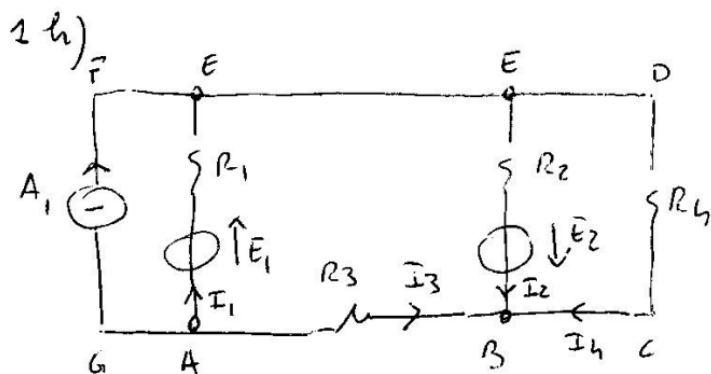 1 h)
F E E D
R1 R2
A1 R4
E1 E2
R3 I3 I2
I1
G A B I4 C